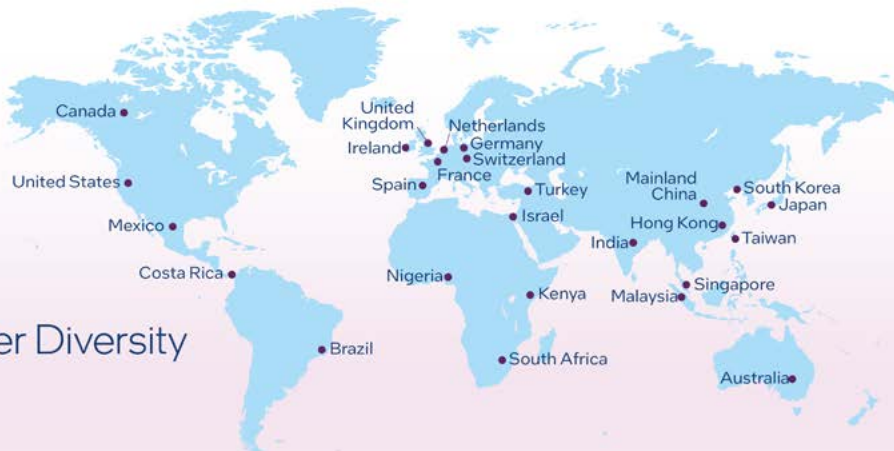 Canada
United States
Mexico
Costa Rica
er Diversity
Brazil
United
Kingdom
Ireland
Netherlands
Germany
Switzerland
France
Spain
Turkey
Israel
Nigeria
Kenya
South Africa
Mainland
China
South Korea
Japan
Hong Kong
Taiwan
India
Singapore
Malaysia
Australia